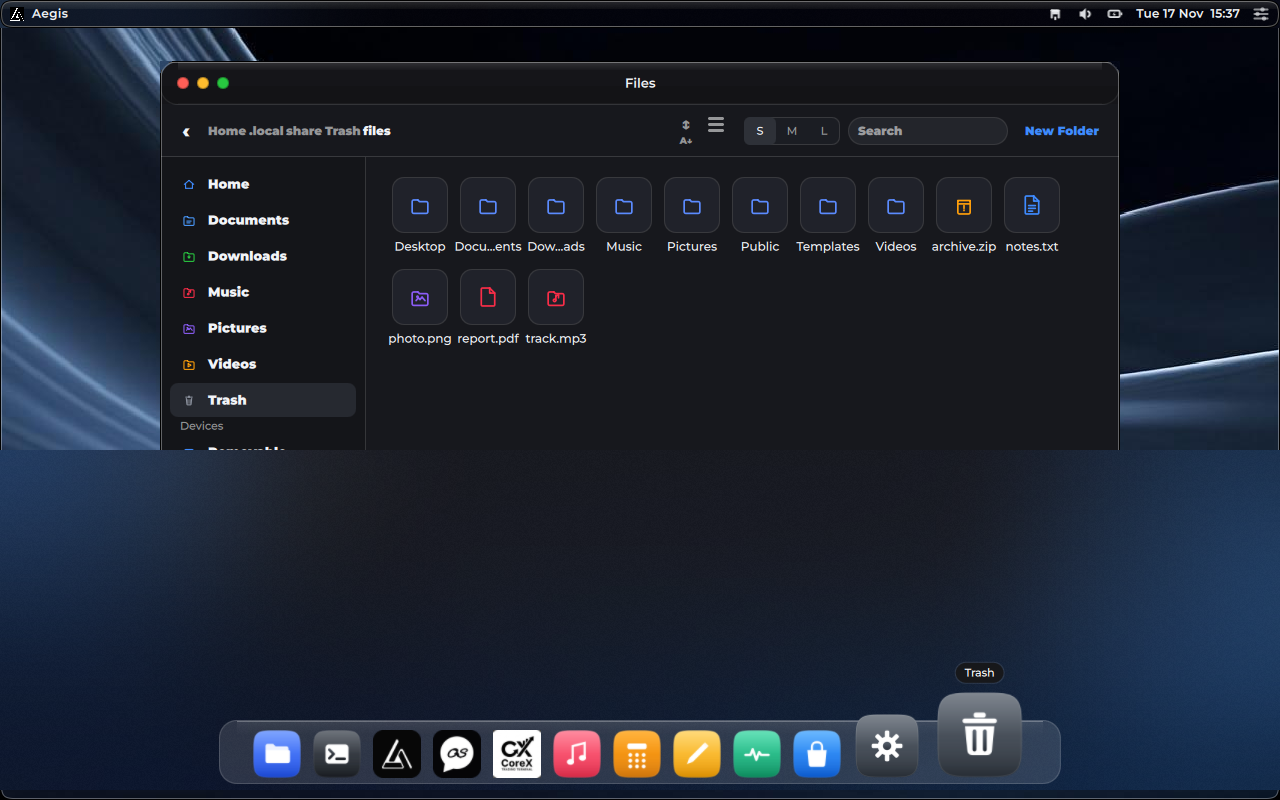 Aegis
Tue 17 Nov 15:37
Files
Home .local share Trash files
A
S M L
Search
New Folder
Home
Documents
Downloads
Music
Pictures
Videos
Trash
Devices
Desktop Docu...ents Dow...ads Music Pictures Public Templates Videos archive.zip notes.txt
photo.png report.pdf track.mp3
Trash
as
CX
CoreX